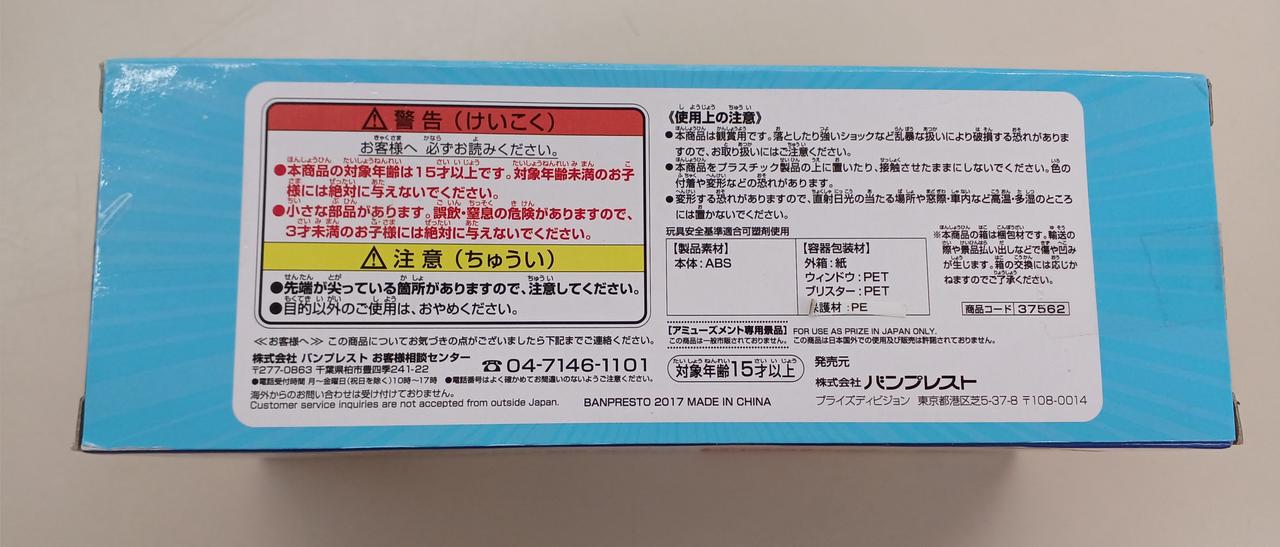 警告（けいこく）
お客様へ 必ずお読みください。
●本商品の対象年齢は15才以上です。対象年齢未満のお子
様には絶対に与えないでください。
●小さな部品があります。誤飲・窒息の危険がありますので、
3才未満のお子様には絶対に与えないでください。
注意（ちゅうい）
●先端が尖っている箇所がありますので、注意してください。
●目的以外のご使用は、おやめください。
≪お客様へ≫ この商品についてお気づきの点がございましたら下記までご連絡ください。
株式会社 バンプレスト お客様相談センター
〒277-0863 千葉県柏市豊四季241-22
☎04-7146-1101
●電話受付時間 月～金曜日(祝日を除く)10時～17時 ●電話番号はよく確かめてお間違いのないようご注意ください。
海外からのお問い合わせは受け付けておりません。
Customer service inquiries are not accepted from outside Japan.
BANPRESTO 2017 MADE IN CHINA
《使用上の注意》
●本商品は観賞用です。落としたり強いショックなど乱暴な扱いにより破損する恐れがありま
すので、お取り扱いにはご注意ください。
●本商品をプラスチック製品の上に置いたり、接触させたままにしないでください。色の
付着や変形などの恐れがあります。
●変形する恐れがありますので、直射日光の当たる場所や窓際・車内など高温・多湿のところ
には置かないでください。
玩具安全基準適合可塑剤使用
【製品素材】
本体：ABS
【容器包装材】
外箱：紙
ウィンドウ：PET
ブリスター：PET
保護材：PE
※本商品の箱は梱包材です。輸送の
際や景品払い出しなどで傷や凹み
が生じます。箱の交換には応じか
ねますのでご了承ください。
商品コード 37562
【アミューズメント専用景品】 FOR USE AS PRIZE IN JAPAN ONLY.
この商品は一般市販されておりません。 この商品は日本国外での使用及び販売は許諾されておりません。
対象年齢15才以上
発売元
株式会社 バンプレスト
プライズディビジョン 東京都港区芝5-37-8 〒108-0014